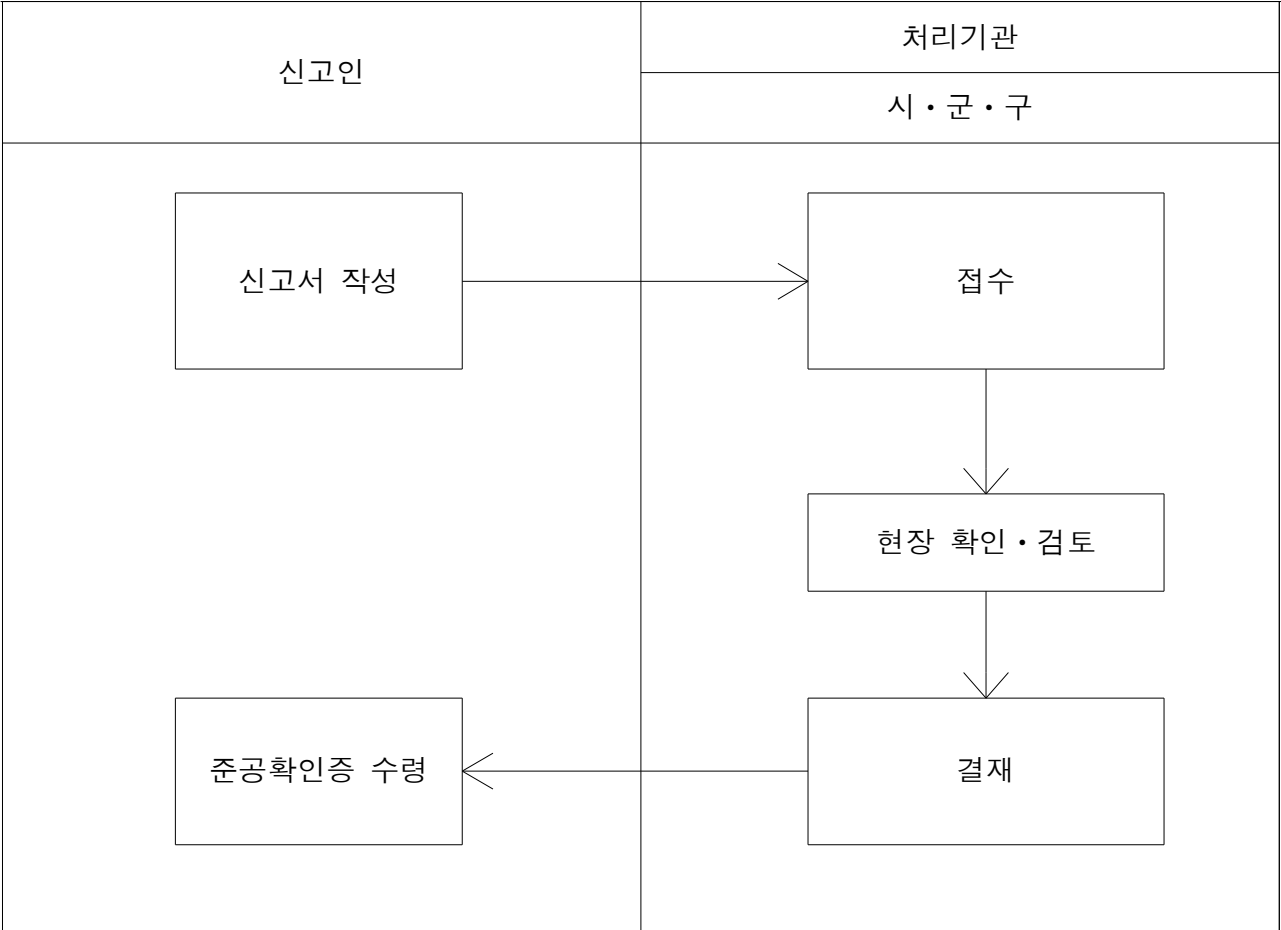 신고인
처리기관
시・군・구
신고서 작성
접수
현장 확인・검토
결재
준공확인증 수령